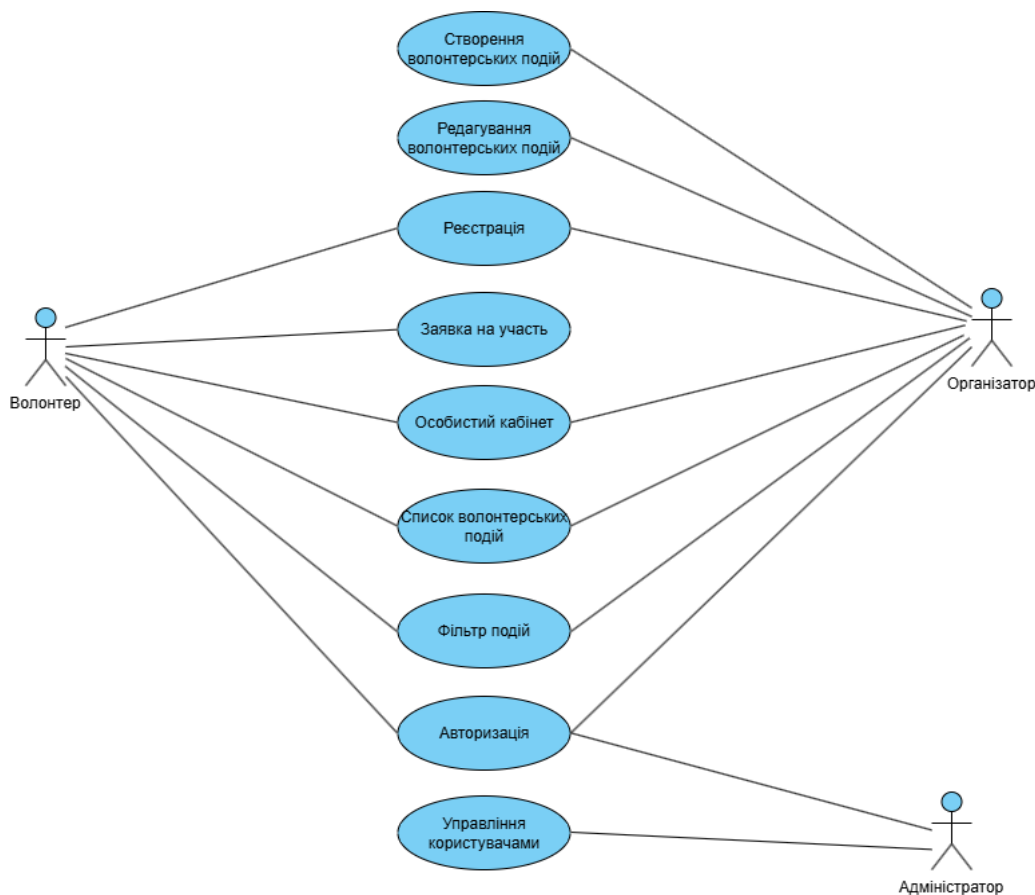 Створення
волонтерських подій
Редагування
волонтерських подій
Реєстрація
Заявка на участь
Волонтер
Організатор
Особистий кабінет
Список волонтерських
подій
Фільтр подій
Авторизація
Управління
користувачами
Адміністратор